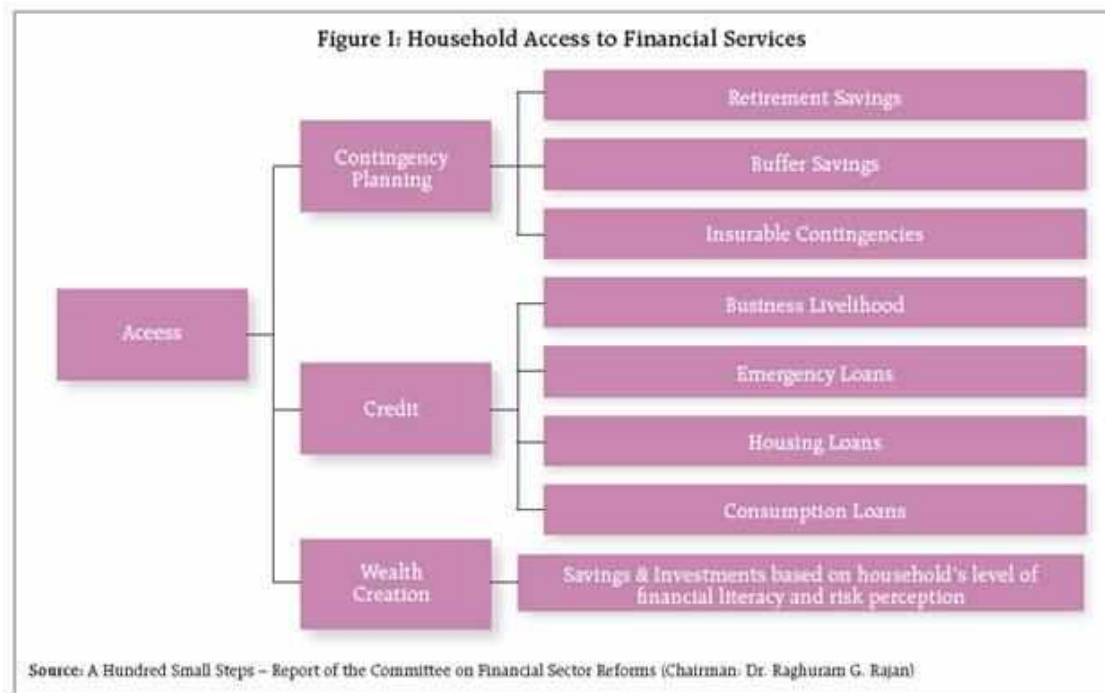 Figure I: Household Access to Financial Services
Retirement Savings
Contingency
Planning
Buffer Savings
Insurable Contingencies
Aceess
Business Livelihood
Credit
Emergency Loans
Housing Loans
Consumption Loans
Wealth
Creation
Savings & Investments based on household's level of
financial literacy and risk perception
Source: A Hundred Small Steps – Report of the Committee on Financial Sector Reforms (Chairman: Dr. Raghuram G. Rajan)